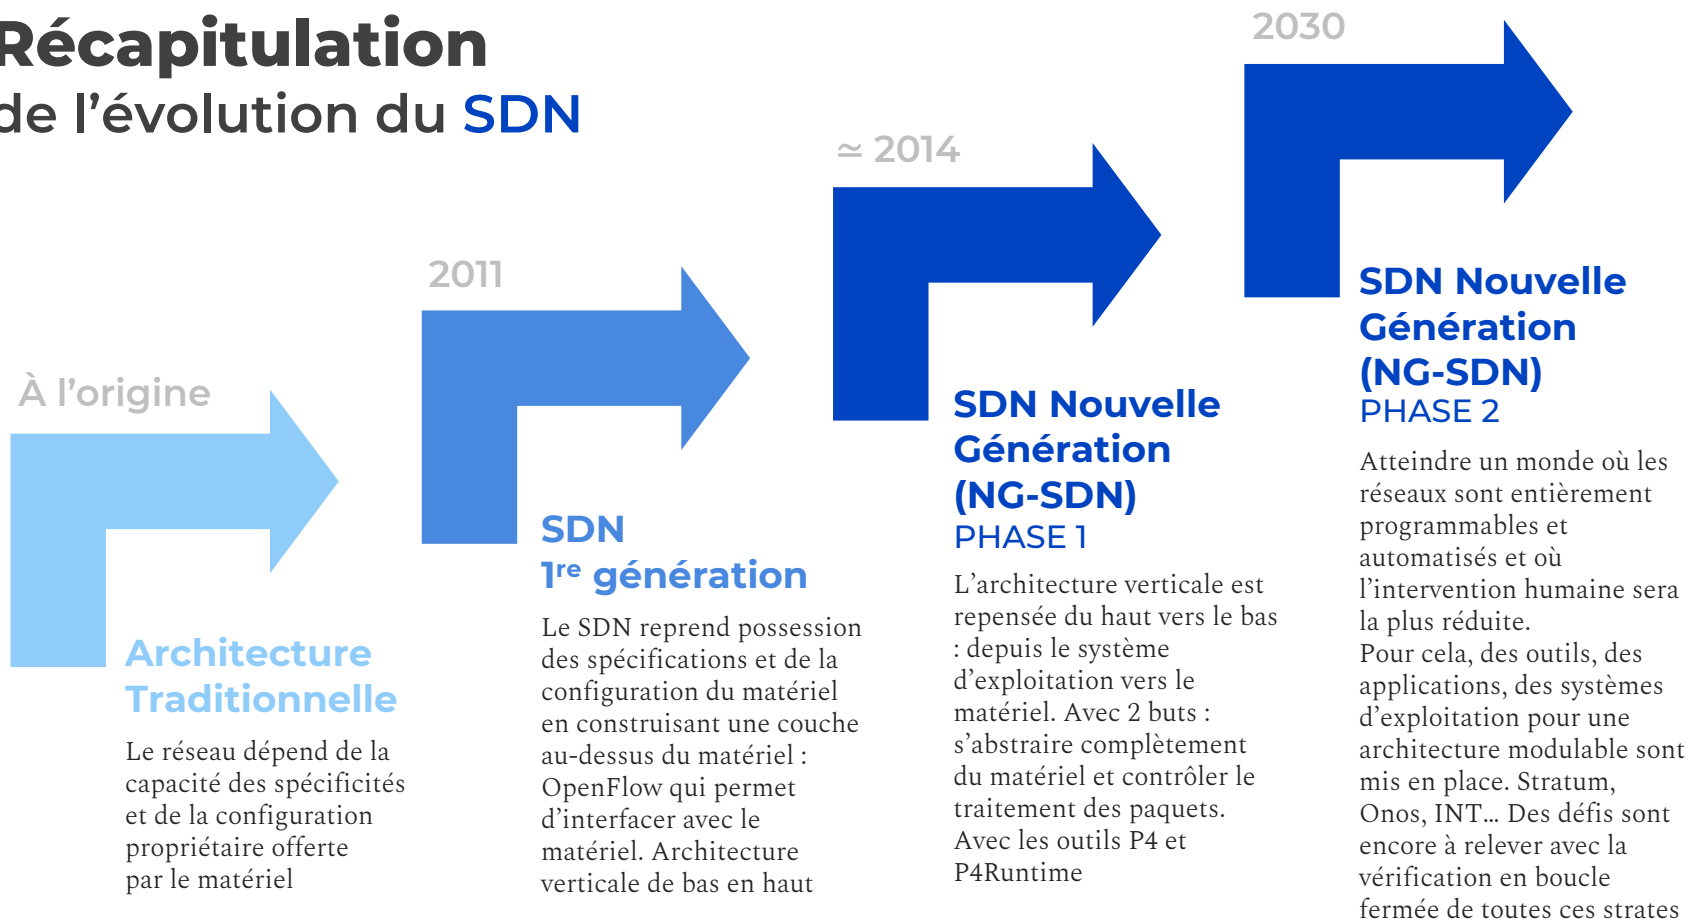 Récapitulation
de l’évolution du SDN
À l’origine
Architecture
Traditionnelle
Le réseau dépend de la
capacité des spécificités
et de la configuration
propriétaire offerte
par le matériel
2011
SDN
1re génération
Le SDN reprend possession
des spécifications et de la
configuration du matériel
en construisant une couche
au-dessus du matériel :
OpenFlow qui permet
d’interfacer avec le
matériel. Architecture
verticale de bas en haut
≃ 2014
SDN Nouvelle
Génération
(NG-SDN)
PHASE 1
L’architecture verticale est
repensée du haut vers le bas
: depuis le système
d’exploitation vers le
matériel. Avec 2 buts :
s’abstraire complètement
du matériel et contrôler le
traitement des paquets.
Avec les outils P4 et
P4Runtime
2030
SDN Nouvelle
Génération
(NG-SDN)
PHASE 2
Atteindre un monde où les
réseaux sont entièrement
programmables et
automatisés et où
l’intervention humaine sera
la plus réduite.
Pour cela, des outils, des
applications, des systèmes
d’exploitation pour une
architecture modulable sont
mis en place. Stratum,
Onos, INT… Des défis sont
encore à relever avec la
vérification en boucle
fermée de toutes ces strates